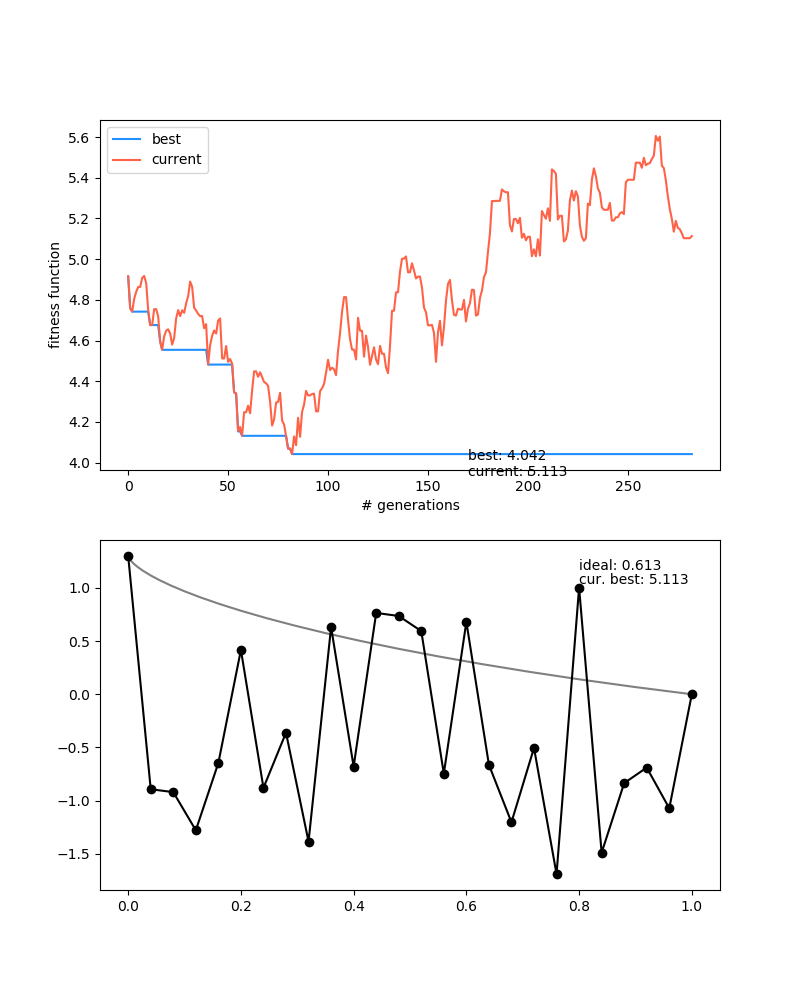 best
current
5.6
5.4
5.2
5.0
4.8
4.6
4.4
4.2
4.0
fitness function
best: 4.042
current: 5.113
0 50 100 150 200 250
# generations
ideal: 0.613
cur. best: 5.113
1.0
0.5
0.0
−0.5
−1.0
−1.5
0.0 0.2 0.4 0.6 0.8 1.0